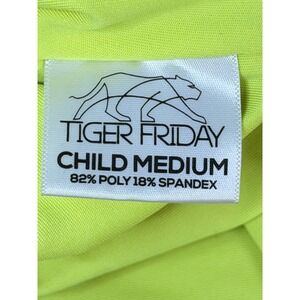 TIGER FRIDAY
CHILD MEDIUM
82% POLY 18% SPANDEX